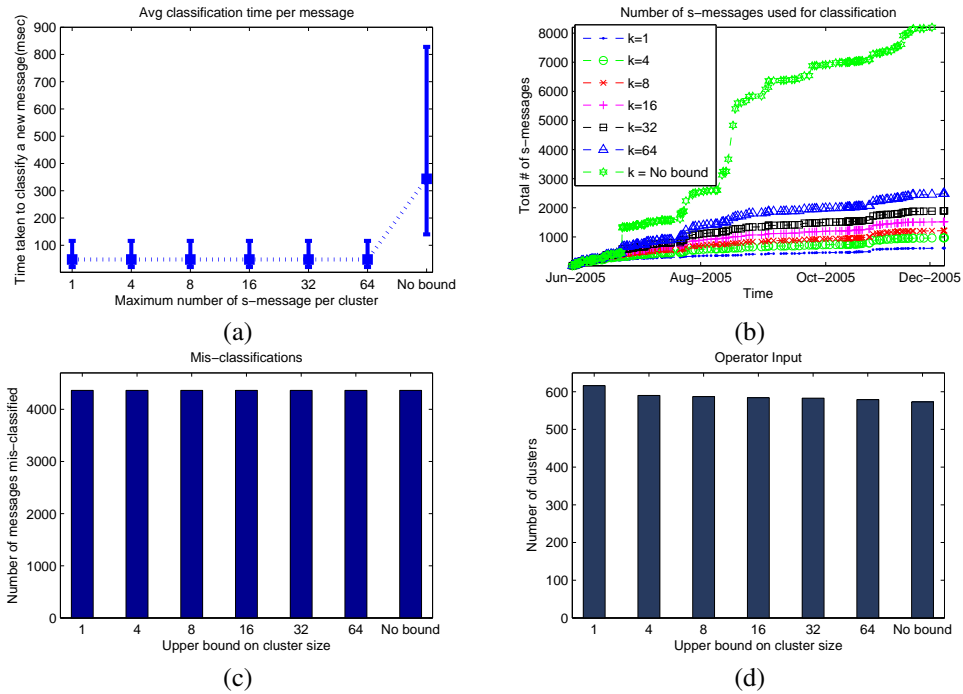 Avg classification time per message
900
800
700
600
500
400
300
200
100
Time taken to classify a new message(msec)
1 4 8 16 32 64 No bound
Maximum number of s−message per cluster
(a)
Number of s−messages used for classification
8000
7000
6000
5000
4000
3000
2000
1000
Total # of s−messages
k=1
k=4
k=8
k=16
k=32
k=64
k = No bound
Jun−2005 Aug−2005 Oct−2005 Dec−2005
Time
(b)
Mis−classifications
4000
3000
2000
1000
0
Number of messages mis−classified
1 4 8 16 32 64 No bound
Upper bound on cluster size
(c)
Operator Input
600
500
400
300
200
100
0
Number of clusters
1 4 8 16 32 64 No bound
Upper bound on cluster size
(d)